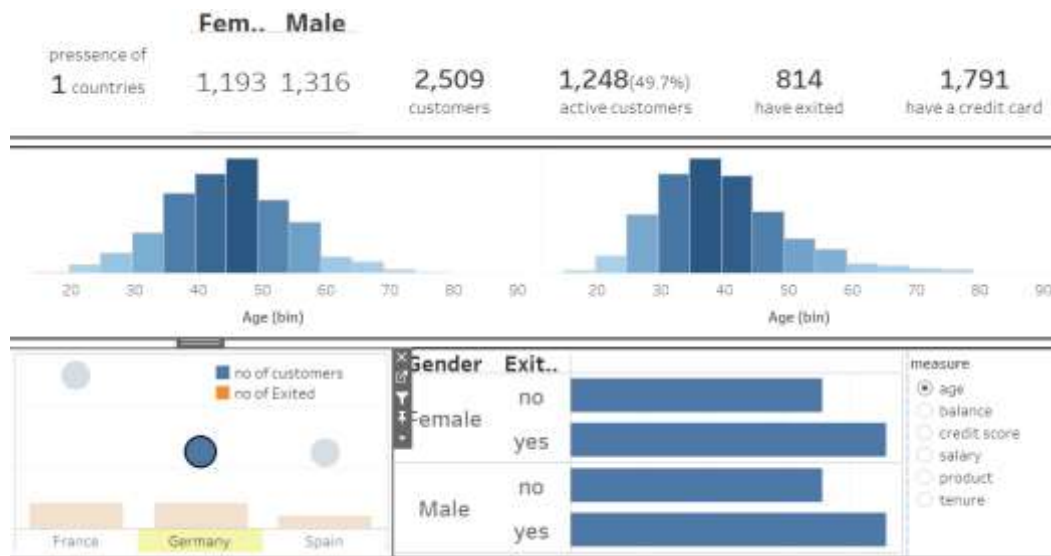 Fem.. Male
pressence of
1 countries
1,193 1,316
2,509
customers
1,248(49.7%)
active customers
814
have exited
1,791
have a credit card
20 30 40 50 60 70 80 90
Age (bin)
20 30 40 50 60 70 80 90
Age (bin)
no of customers
no of Exited
France Germany Spain
Gender Exit..
Female
no
yes
Male
no
yes
measure
age
balance
credit score
salary
product
tenure